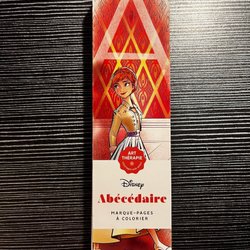 A
ART
THÉRAPIE
Disney
Abécédaire
MARQUE-PAGES
À COLORIER